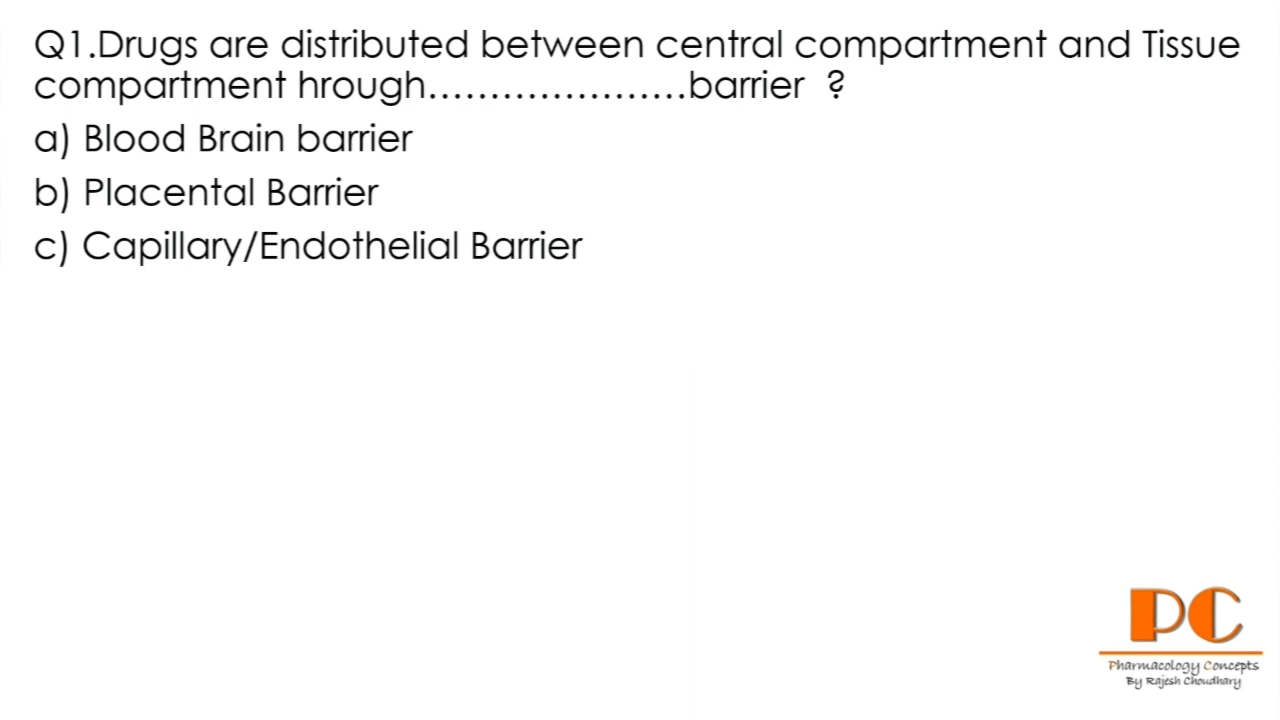 Q1.Drugs are distributed between central compartment and Tissue
compartment hrough.....................barrier ?
a) Blood Brain barrier
b) Placental Barrier
c) Capillary/Endothelial Barrier
PC
Pharmacology Concepts
By Rajesh Choudhary